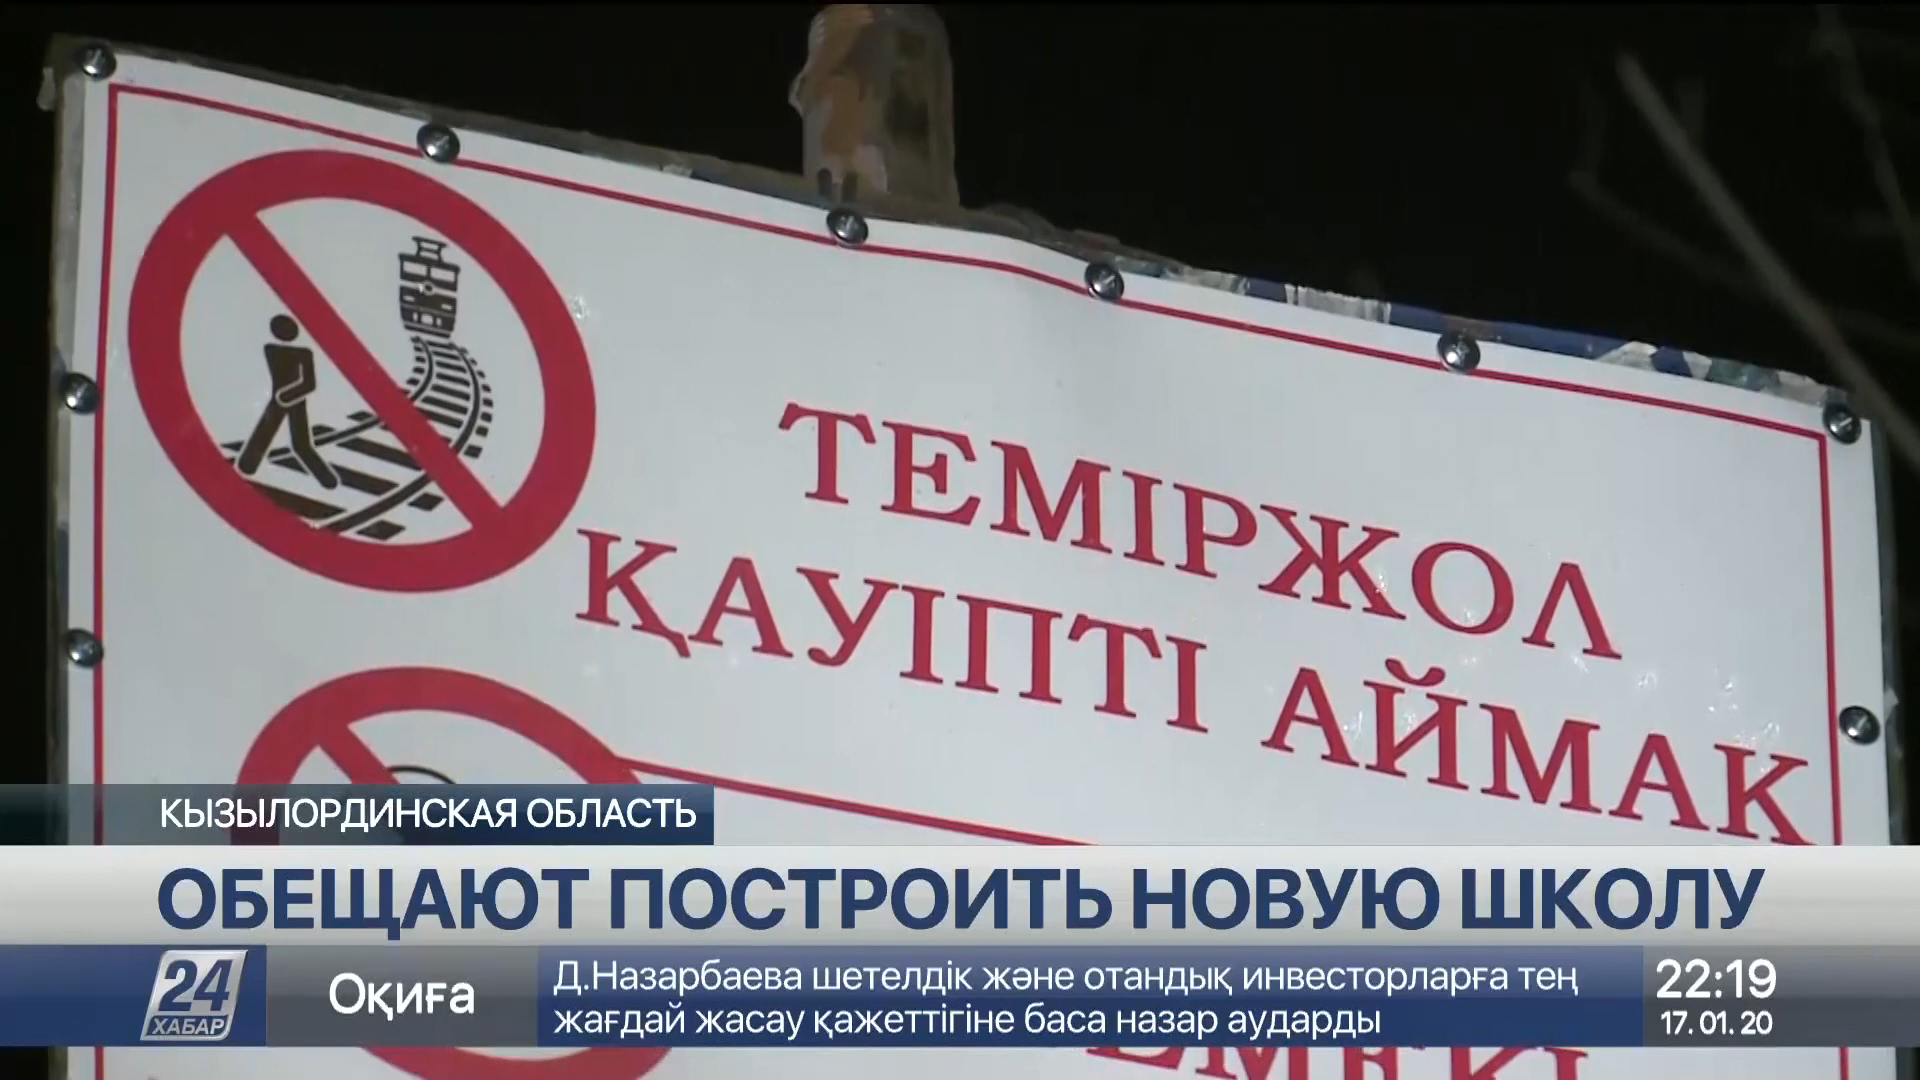 ТЕМІРЖОЛ
ҚАУІПТІ АЙМАҚ
КЫЗЫЛОРДИНСКАЯ ОБЛАСТЬ
ОБЕЩАЮТ ПОСТРОИТЬ НОВУЮ ШКОЛУ
24 ХАБАР
Оқиға
Д.Назарбаева шетелдік және отандық инвесторларға тең
жағдай жасау қажеттігіне баса назар аударды
22:19
17. 01. 20